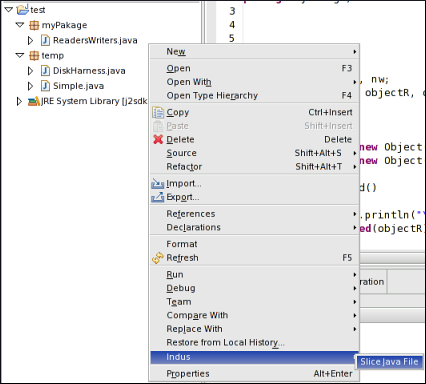 test
myPakage
ReadersWriters.java
temp
DiskHarness.java
Simple.java
JRE System Library [j2sdk
3
4
5
, nw;
objectR, o
new Object
new Object
d()
.println("
ed(objectR)
ration
New
Open F3
Open With
Open Type Hierarchy F4
Copy Ctrl+Insert
Paste Shift+Insert
Delete Delete
Source Shift+Alt+S
Refactor Shift+Alt+T
Import...
Export...
References
Declarations
Format
Refresh F5
Run
Debug
Team
Compare With
Replace With
Restore from Local History...
Indus
Slice Java File
Properties Alt+Enter